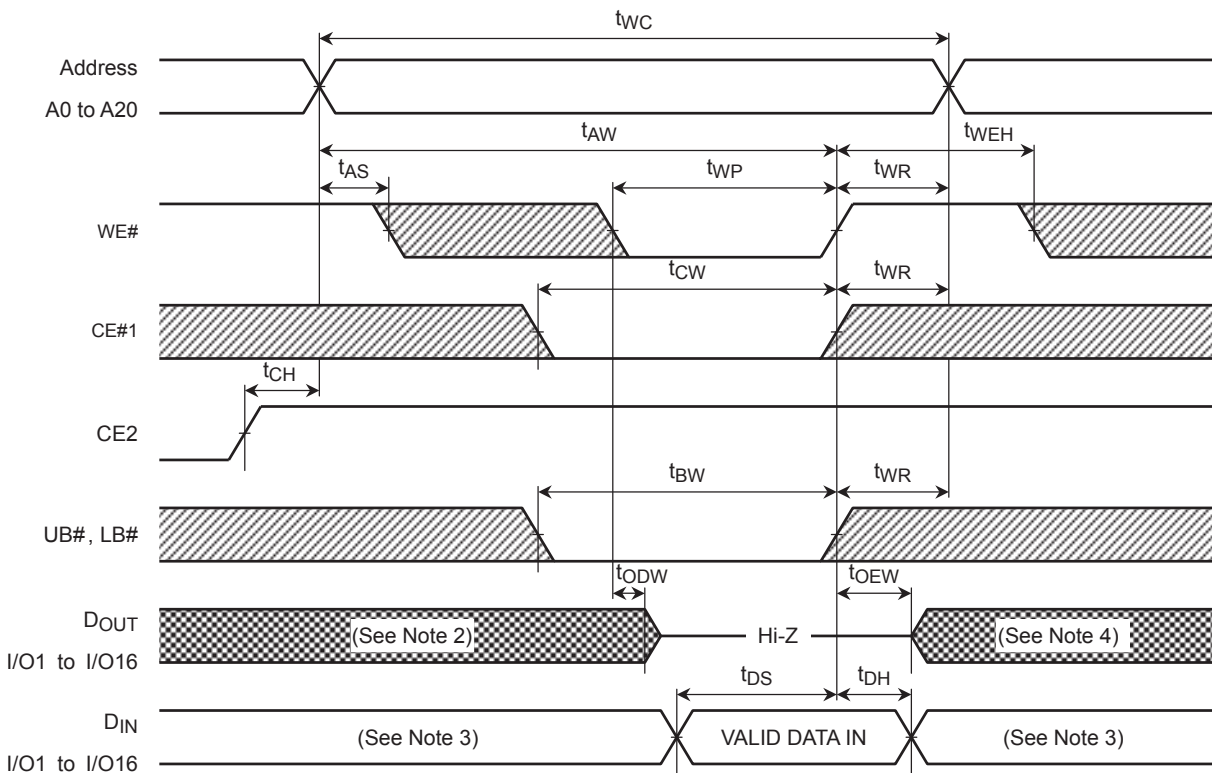 tWC
Address
A0 to A20
tAW
tWEH
tAS
tWP
tWR
WE#
tCW
tWR
CE#1
tCH
CE2
tBW
tWR
UB# , LB#
tODW
tOEW
DOUT
(See Note 2)
Hi-Z
(See Note 4)
I/O1 to I/O16
tDS
tDH
DIN
(See Note 3)
VALID DATA IN
(See Note 3)
I/O1 to I/O16